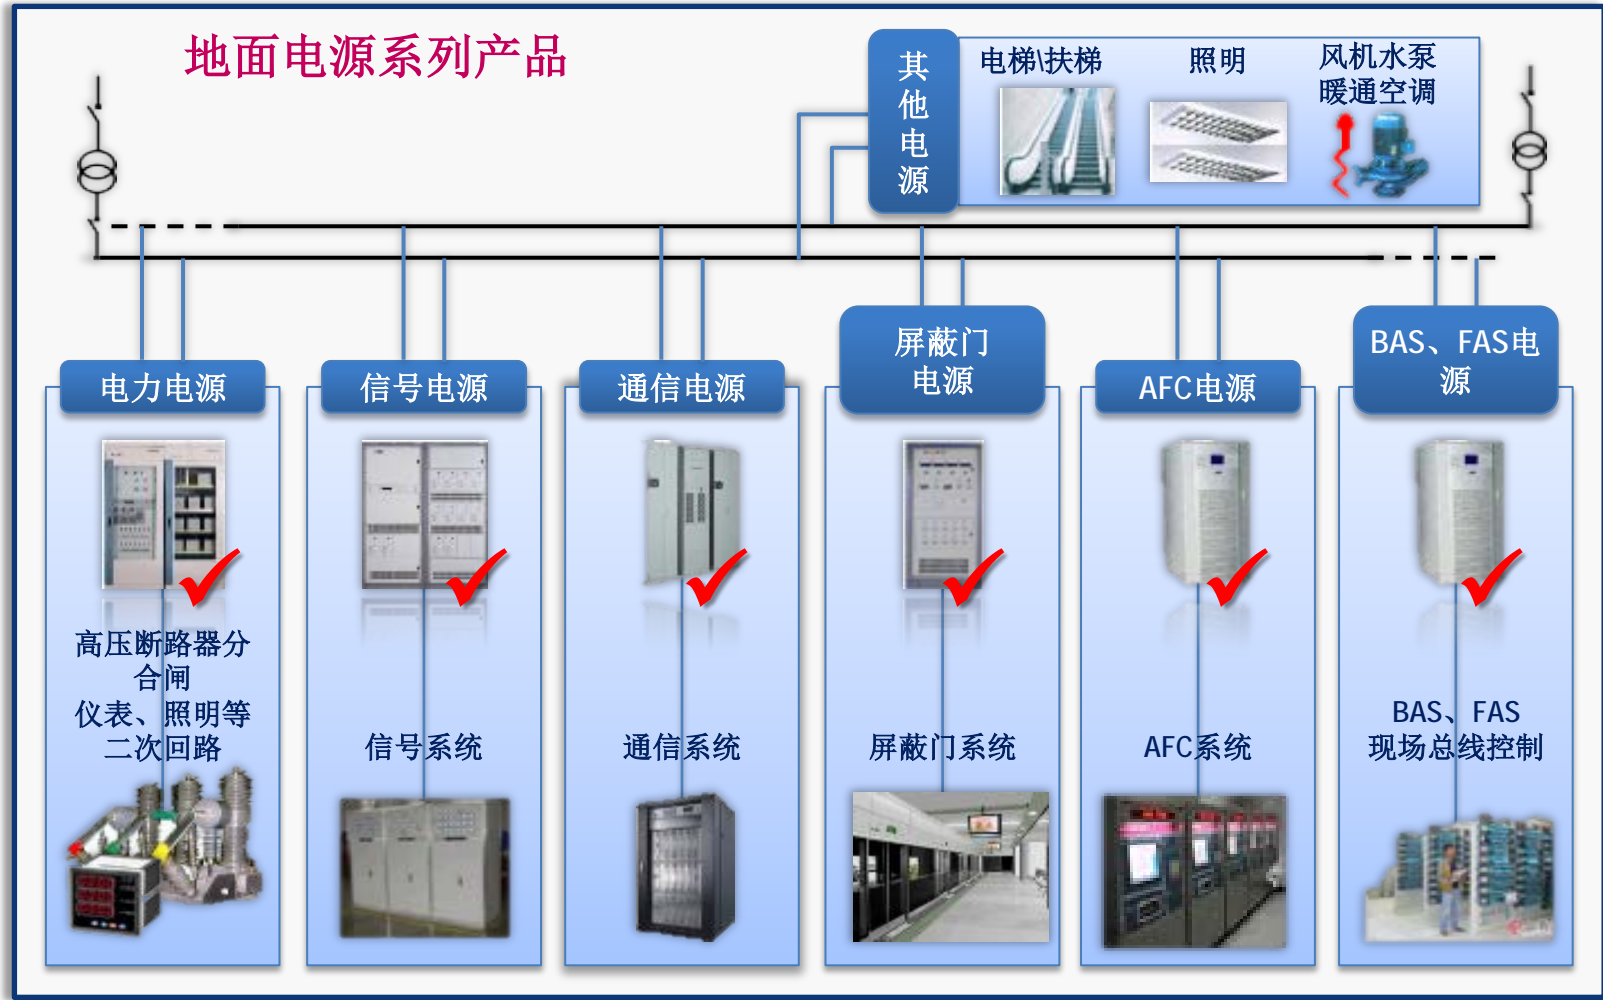 地面电源系列产品
其他电源
电梯\扶梯
照明
风机水泵
暖通空调
电力电源
信号电源
通信电源
屏蔽门
电源
AFC电源
BAS、FAS电
源
高压断路器分
合闸
仪表、照明等
二次回路
信号系统
通信系统
屏蔽门系统
AFC系统
BAS、FAS
现场总线控制